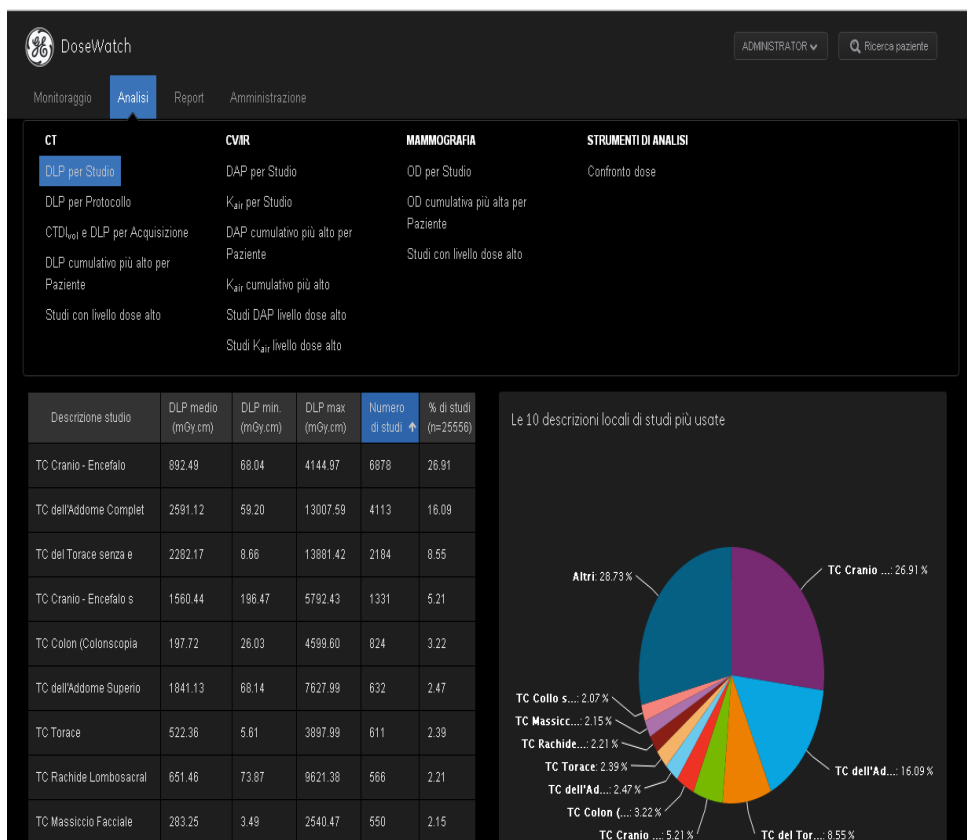 DoseWatch
ADMINISTRATOR
Ricerca paziente
Monitoraggio Analisi Report Amministrazione
CT
DLP per Studio
DLP per Protocollo
CTDIvol e DLP per Acquisizione
DLP cumulativo più alto per
Paziente
Studi con livello dose alto
CV/IR
DAP per Studio
Kair per Studio
DAP cumulativo più alto per
Paziente
Kair cumulativo più alto
Studi DAP livello dose alto
Studi Kair livello dose alto
MAMMOGRAFIA
OD per Studio
OD cumulativa più alta per
Paziente
Studi con livello dose alto
STRUMENTI DI ANALISI
Confronto dose
Descrizione studio
DLP medio
(mGy.cm)
DLP min.
(mGy.cm)
DLP max
(mGy.cm)
Numero
di studi
% di studi
(n=25556)
TC Cranio - Encefalo 892.49 68.04 4144.97 6878 26.91
TC dell'Addome Complet 2591.12 59.20 13007.59 4113 16.09
TC del Torace senza e 2282.17 8.66 13881.42 2184 8.55
TC Cranio - Encefalo s 1560.44 196.47 5792.43 1331 5.21
TC Colon (Colonscopia 197.72 26.03 4599.60 824 3.22
TC dell'Addome Superio 1841.13 68.14 7627.99 632 2.47
TC Torace 522.36 5.61 3897.99 611 2.39
TC Rachide Lombosacral 651.46 73.87 9621.38 566 2.21
TC Massiccio Facciale 283.25 3.49 2540.47 550 2.15
Le 10 descrizioni locali di studi più usate
Altri: 28.73 %
TC Cranio ...: 26.91 %
TC Collo s...: 2.07 %
TC Massicc...: 2.15 %
TC Rachide...: 2.21 %
TC Torace: 2.39 %
TC dell'Ad...: 2.47 %
TC Colon (...: 3.22 %
TC Cranio ...: 5.21 %
TC dell'Ad...: 16.09 %
TC del Tor...: 8.55 %